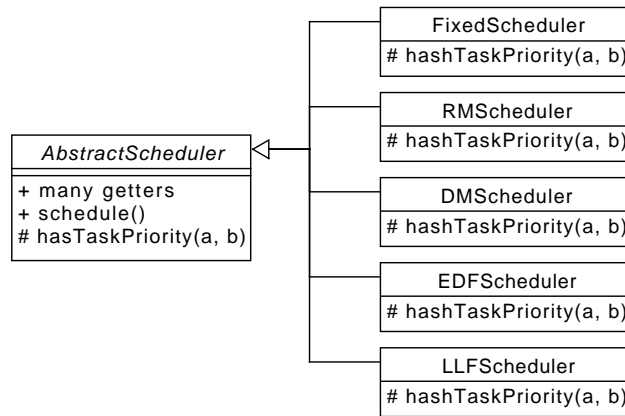 AbstractScheduler
+ many getters
+ schedule()
# hasTaskPriority(a, b)
FixedScheduler
# hashTaskPriority(a, b)
RMScheduler
# hashTaskPriority(a, b)
DMScheduler
# hashTaskPriority(a, b)
EDFScheduler
# hashTaskPriority(a, b)
LLFScheduler
# hashTaskPriority(a, b)